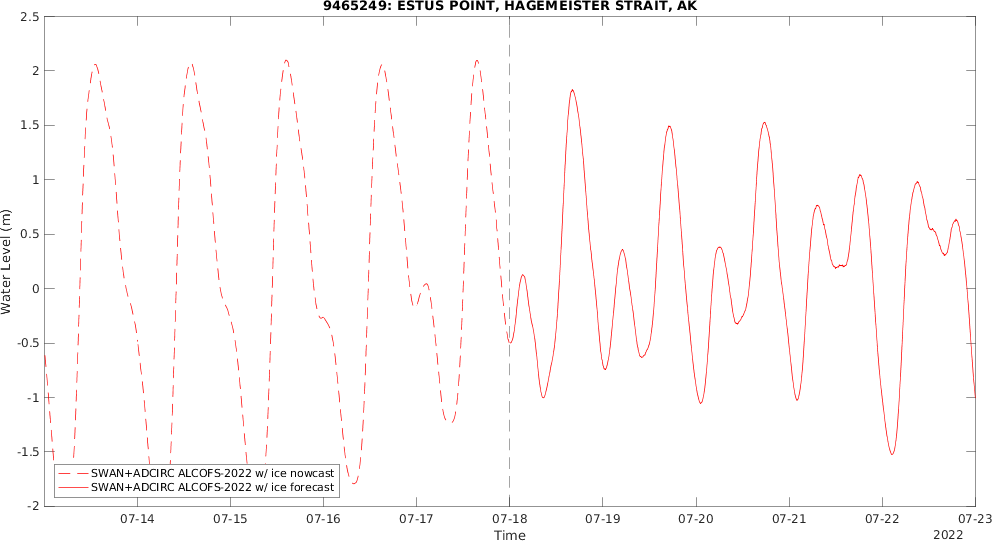 9465249: ESTUS POINT, HAGEMEISTER STRAIT, AK
2.5
2
1.5
1
0.5
0
-0.5
-1
-1.5
-2
Water Level (m)
SWAN+ADCIRC ALCOFS-2022 w/ ice nowcast
SWAN+ADCIRC ALCOFS-2022 w/ ice forecast
07-14 07-15 07-16 07-17 07-18 07-19 07-20 07-21 07-22 07-23
Time
2022